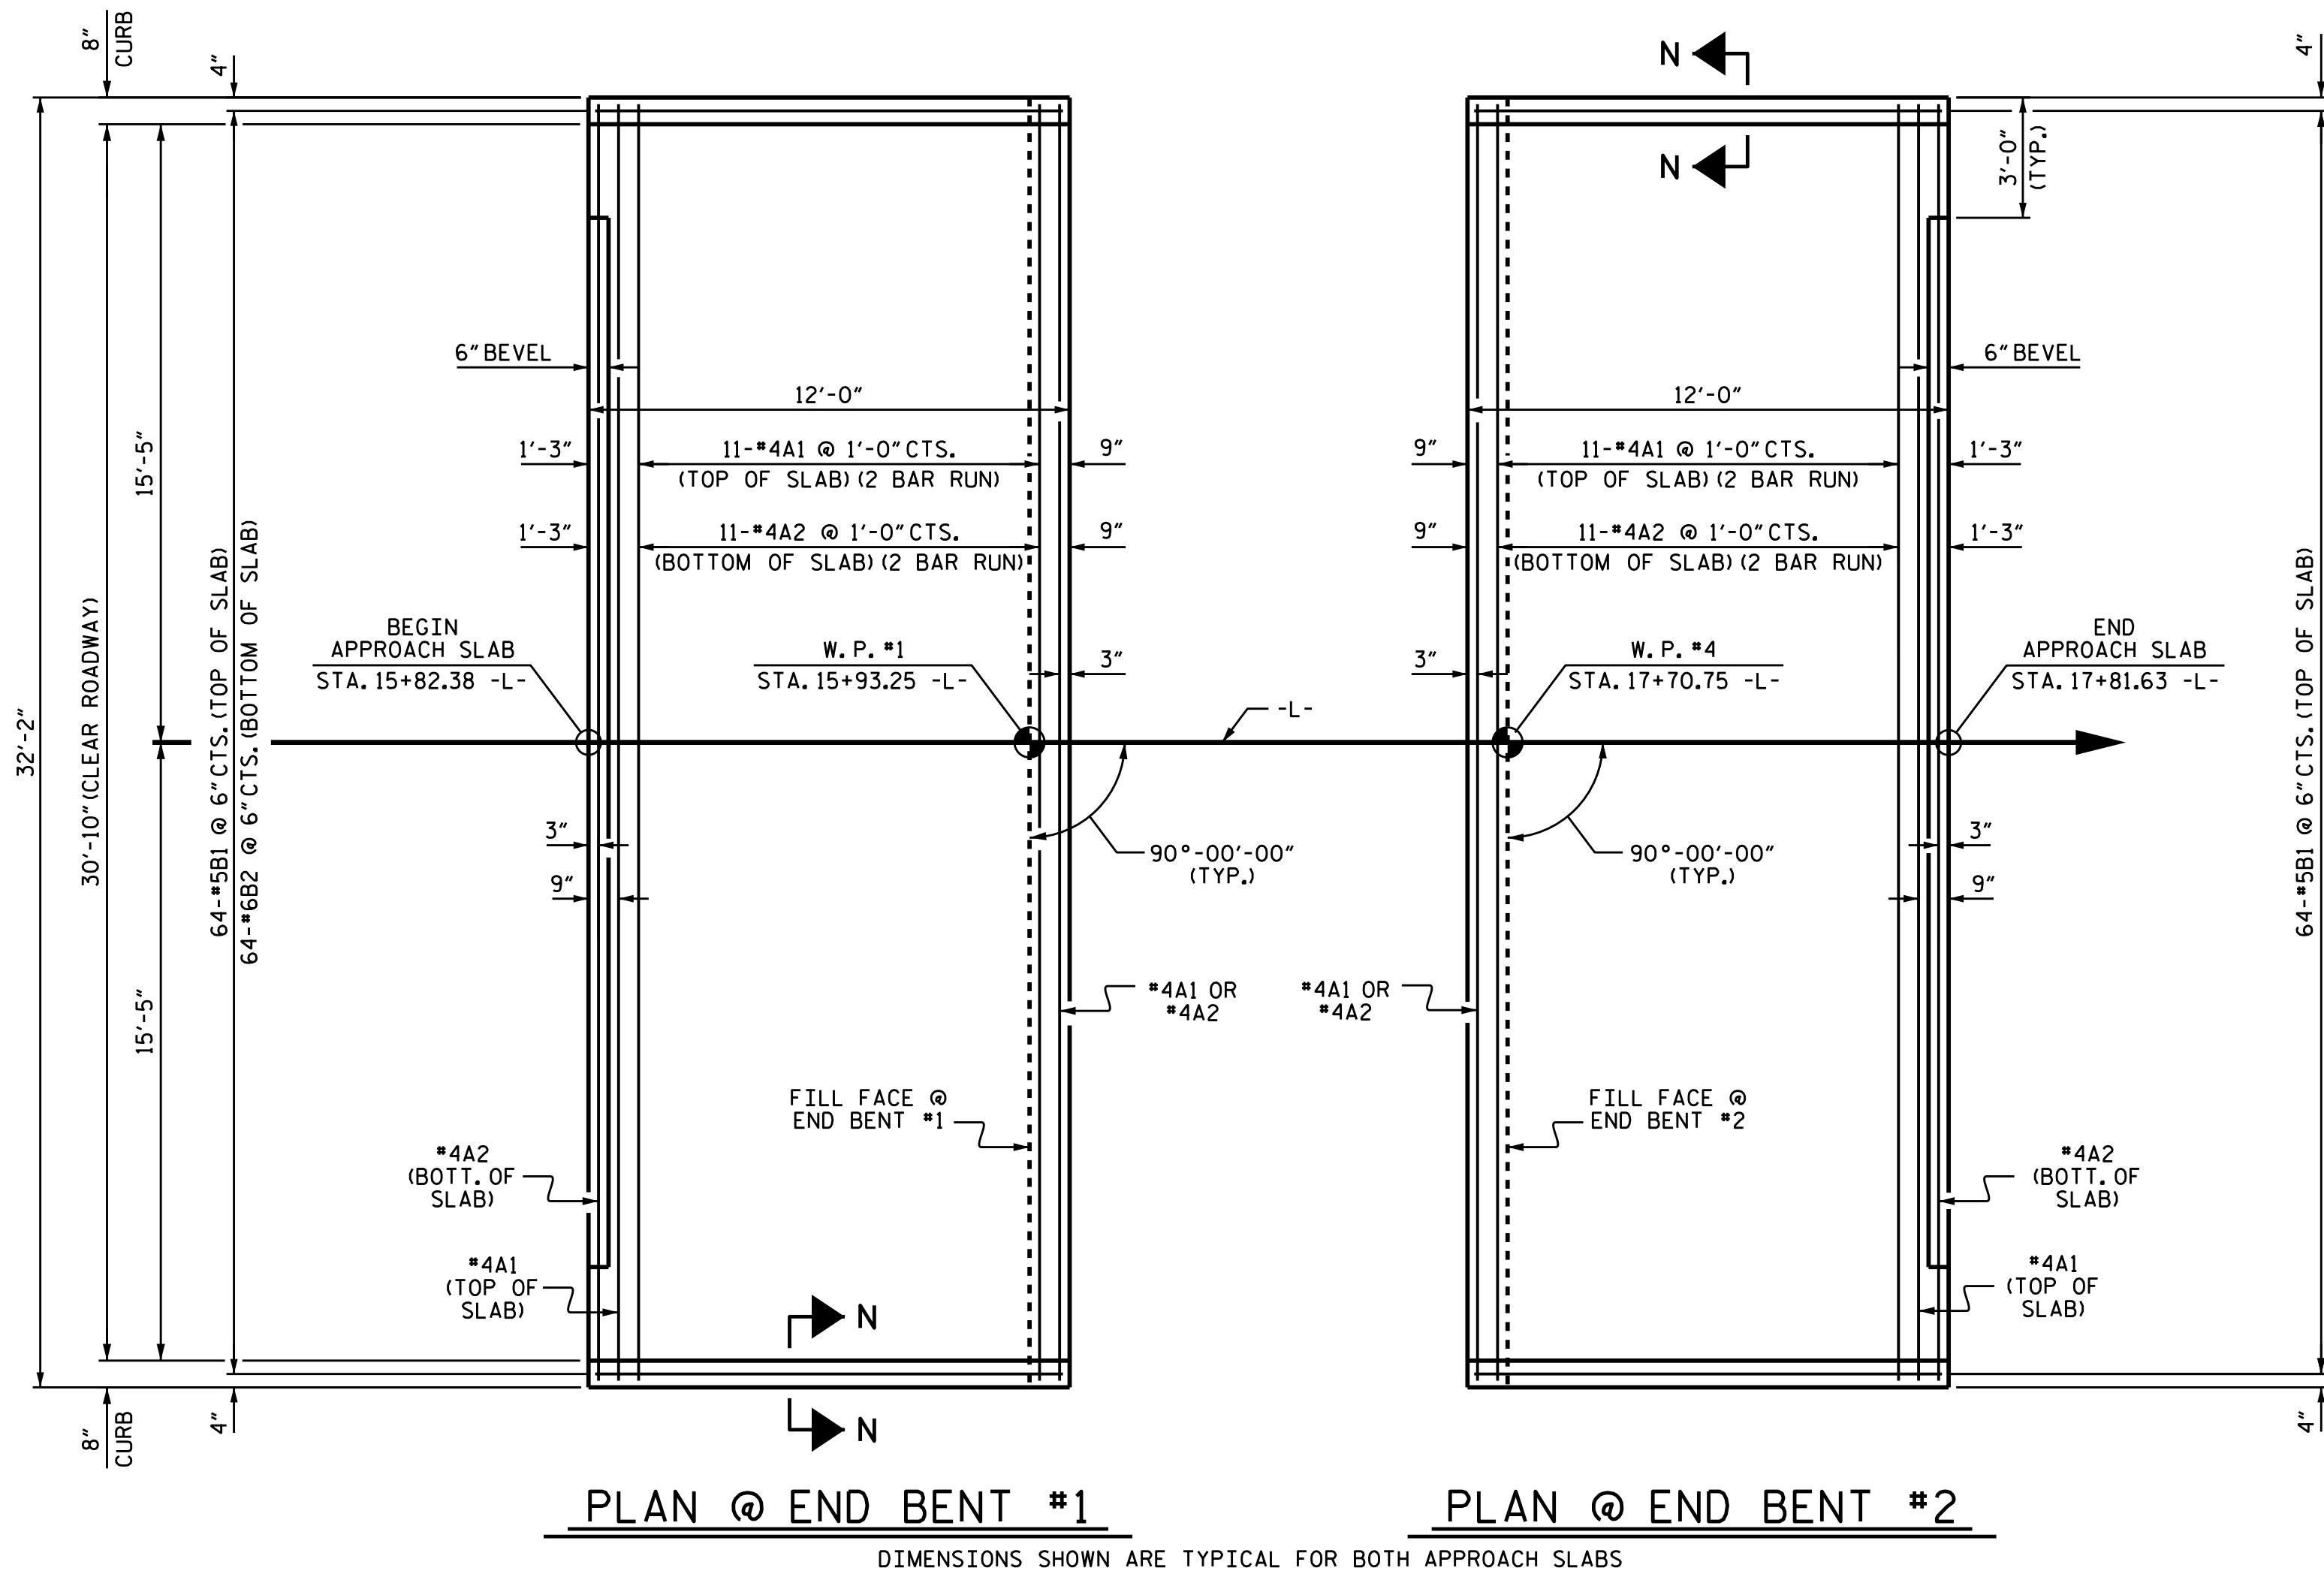 8"
CURB
4"
32'-2"
30'-10" (CLEAR ROADWAY)
15'-5"
15'-5"
64-#5B1 @ 6" CTS. (TOP OF SLAB)
64-#6B2 @ 6" CTS. (BOTTOM OF SLAB)
8"
CURB
4"
6" BEVEL
12'-0"
1'-3"
11-#4A1 @ 1'-0" CTS.
(TOP OF SLAB) (2 BAR RUN)
9"
1'-3"
11-#4A2 @ 1'-0" CTS.
(BOTTOM OF SLAB) (2 BAR RUN)
9"
BEGIN
APPROACH SLAB
STA. 15+82.38 -L-
W. P. #1
STA. 15+93.25 -L-
3"
-L-
3"
9"
90°-00'-00"
(TYP.)
#4A1 OR
#4A2
FILL FACE @
END BENT #1
#4A2
(BOTT. OF
SLAB)
#4A1
(TOP OF
SLAB)
N
N
PLAN @ END BENT #1
N
N
4"
3'-0"
(TYP.)
6" BEVEL
12'-0"
9"
11-#4A1 @ 1'-0" CTS.
(TOP OF SLAB) (2 BAR RUN)
1'-3"
9"
11-#4A2 @ 1'-0" CTS.
(BOTTOM OF SLAB) (2 BAR RUN)
1'-3"
3"
W. P. #4
STA. 17+70.75 -L-
END
APPROACH SLAB
STA. 17+81.63 -L-
64-#5B1 @ 6" CTS. (TOP OF SLAB)
90°-00'-00"
(TYP.)
3"
9"
#4A1 OR
#4A2
FILL FACE @
END BENT #2
#4A2
(BOTT. OF
SLAB)
#4A1
(TOP OF
SLAB)
4"
PLAN @ END BENT #2
DIMENSIONS SHOWN ARE TYPICAL FOR BOTH APPROACH SLABS